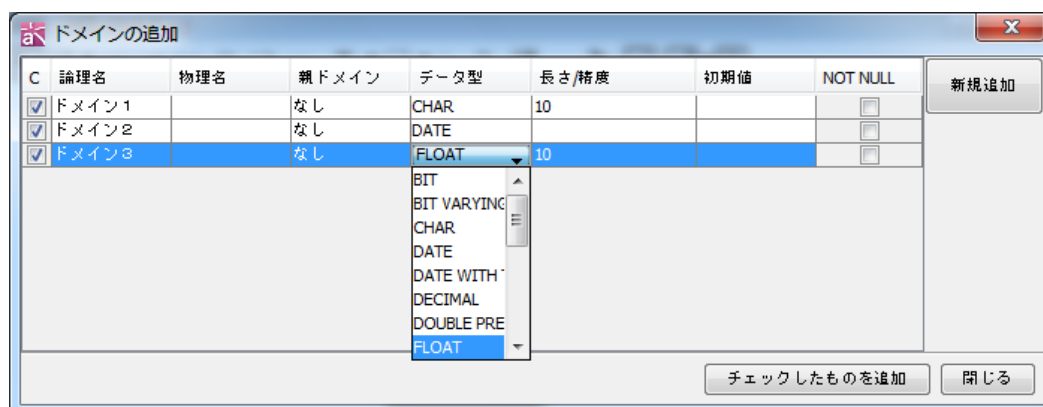 ドメインの追加
C 論理名 物理名 親ドメイン データ型 長さ/精度 初期値 NOT NULL 新規追加
ドメイン1 なし CHAR 10
ドメイン2 なし DATE
ドメイン3 なし FLOAT 10
BIT
BIT VARYING
CHAR
DATE
DATE WITH
DECIMAL
DOUBLE PRE
FLOAT
チェックしたものを追加 閉じる